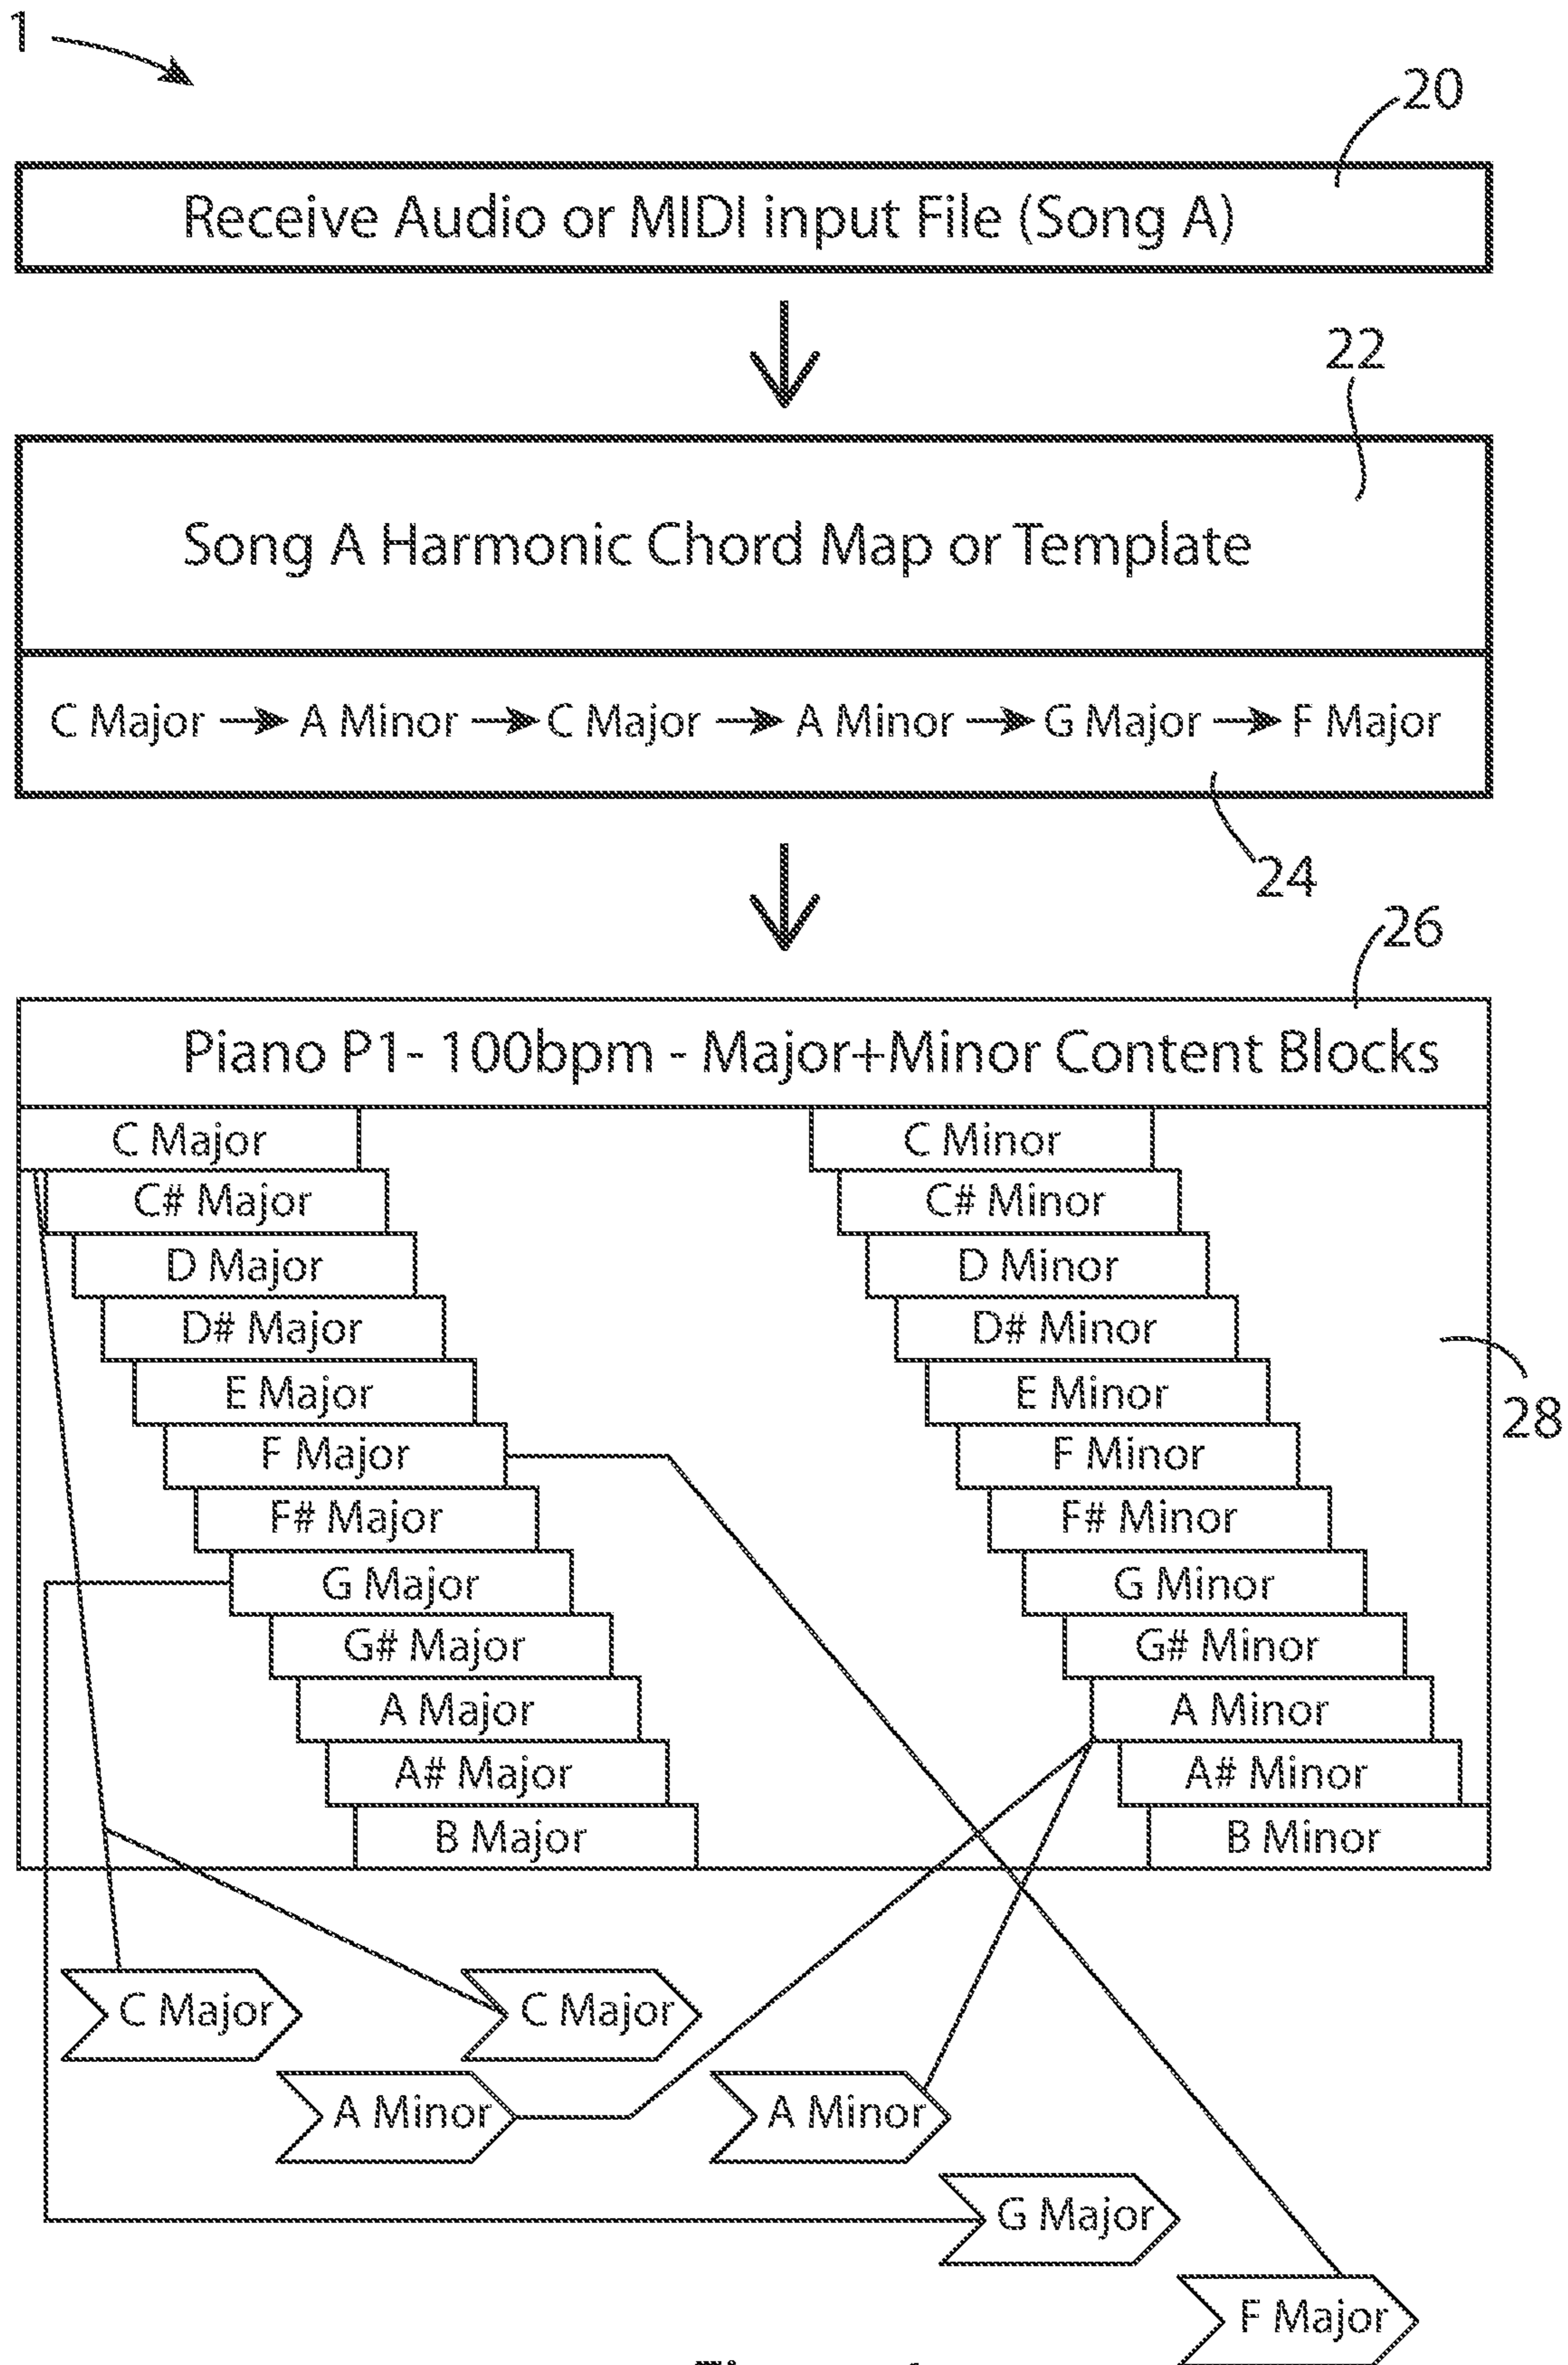 1
20
Receive Audio or MIDI input File (Song A)
22
Song A Harmonic Chord Map or Template
C Major A Minor C Major A Minor G Major F Major
24
26
Piano P1- 100bpm - Major+Minor Content Blocks
C Major C Minor
C# Major C# Minor
D Major D Minor
D# Major D# Minor
E Major E Minor
28
F Major F Minor
F# Major F# Minor
G Major G Minor
G# Major G# Minor
A Major A Minor
A# Major A# Minor
B Major B Minor
C Major C Major
A Minor A Minor
G Major
F Major